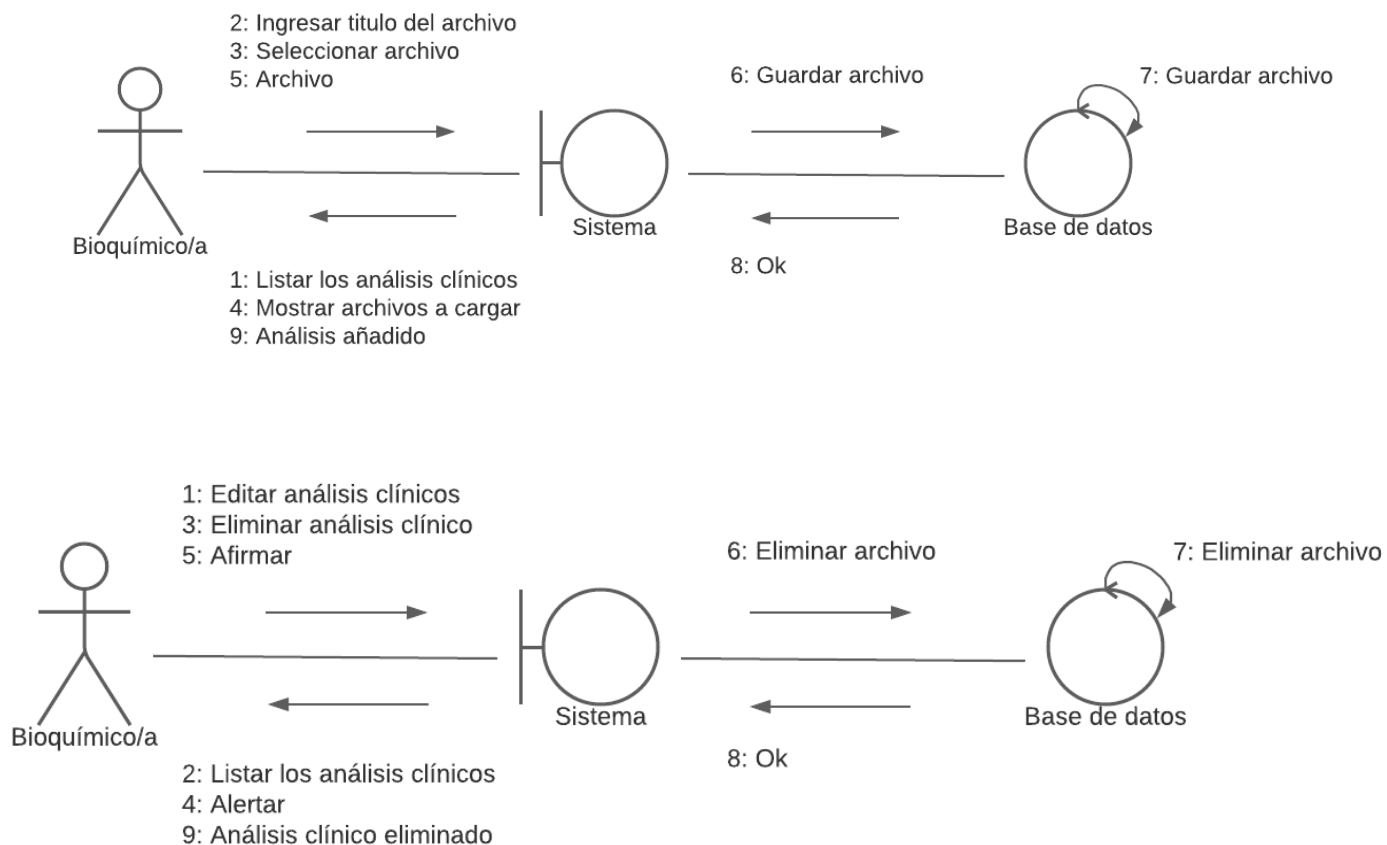 2: Ingresar titulo del archivo
3: Seleccionar archivo
5: Archivo
6: Guardar archivo
7: Guardar archivo
Bioquímico/a
Sistema
Base de datos
1: Listar los análisis clínicos
4: Mostrar archivos a cargar
9: Análisis añadido
8: Ok
1: Editar análisis clínicos
3: Eliminar análisis clínico
5: Afirmar
6: Eliminar archivo
7: Eliminar archivo
Bioquímico/a
Sistema
Base de datos
2: Listar los análisis clínicos
4: Alertar
9: Análisis clínico eliminado
8: Ok